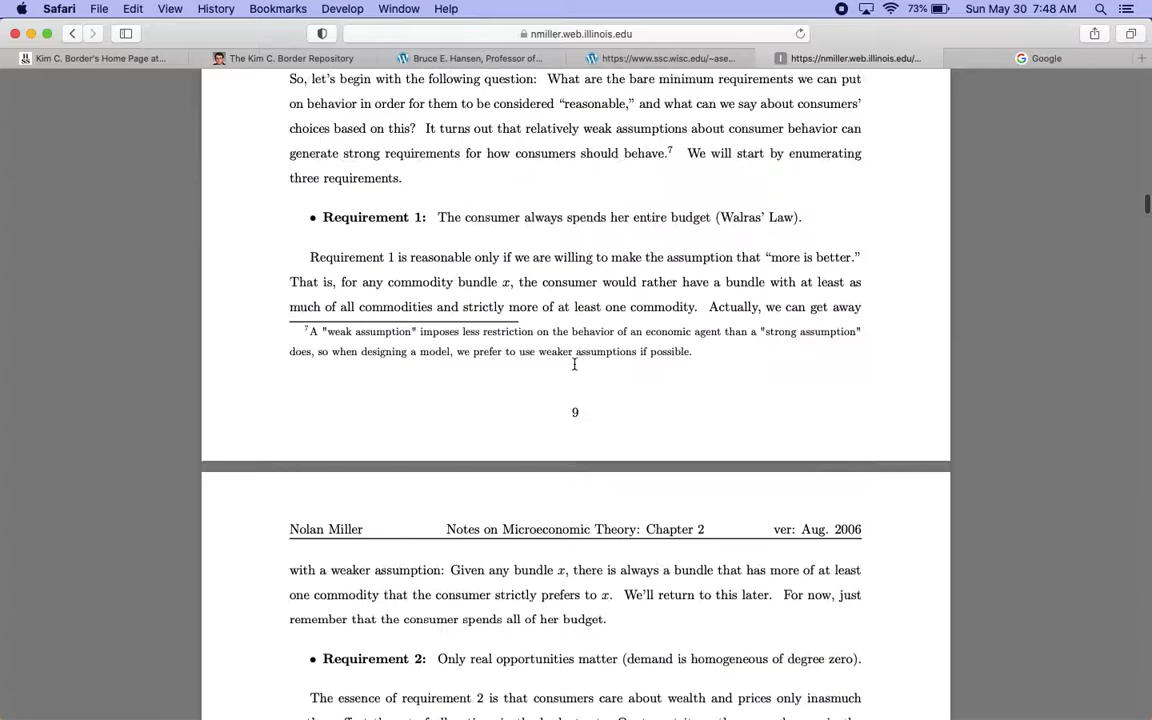 Safari File Edit View History Bookmarks Develop Window Help 73% Sun May 30 7:48 AM
nmiller.web.illinois.edu
Kim C. Border's Home Page at... The Kim C. Border Repository Bruce E. Hansen, Professor of... https://www.ssc.wisc.edu/~ase... I https://nmiller.web.illinois.edu/... G Google
So, let's begin with the following question: What are the bare minimum requirements we can put
on behavior in order for them to be considered “reasonable,” and what can we say about consumers'
choices based on this? It turns out that relatively weak assumptions about consumer behavior can
generate strong requirements for how consumers should behave.⁷ We will start by enumerating
three requirements.
• Requirement 1: The consumer always spends her entire budget (Walras' Law).
Requirement 1 is reasonable only if we are willing to make the assumption that “more is better.”
That is, for any commodity bundle x, the consumer would rather have a bundle with at least as
much of all commodities and strictly more of at least one commodity. Actually, we can get away
⁷A "weak assumption" imposes less restriction on the behavior of an economic agent than a "strong assumption"
does, so when designing a model, we prefer to use weaker assumptions if possible.
9
Nolan Miller Notes on Microeconomic Theory: Chapter 2 ver: Aug. 2006
with a weaker assumption: Given any bundle x, there is always a bundle that has more of at least
one commodity that the consumer strictly prefers to x. We'll return to this later. For now, just
remember that the consumer spends all of her budget.
• Requirement 2: Only real opportunities matter (demand is homogeneous of degree zero).
The essence of requirement 2 is that consumers care about wealth and prices only inasmuch